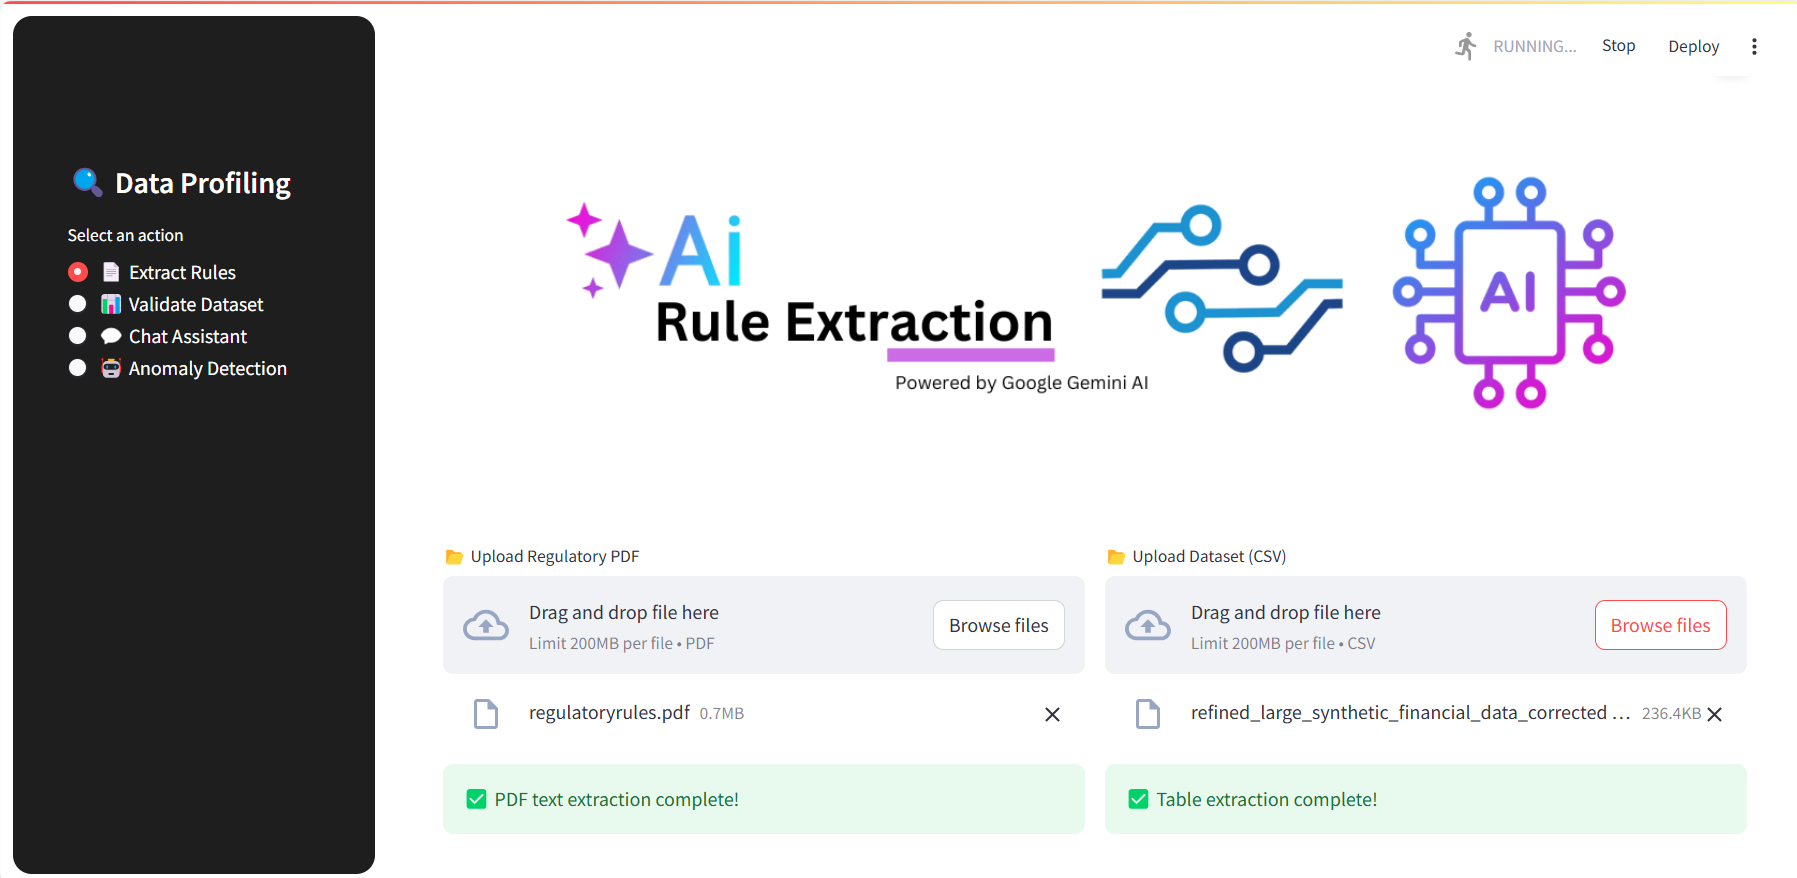 RUNNING...
Stop
Deploy
Data Profiling
Select an action
Extract Rules
Validate Dataset
Chat Assistant
Anomaly Detection
Ai
Rule Extraction
Powered by Google Gemini AI
AI
Upload Regulatory PDF
Drag and drop file here
Limit 200MB per file • PDF
Browse files
regulatoryrules.pdf 0.7MB
PDF text extraction complete!
Upload Dataset (CSV)
Drag and drop file here
Limit 200MB per file • CSV
Browse files
refined_large_synthetic_financial_data_corrected ... 236.4KB
Table extraction complete!